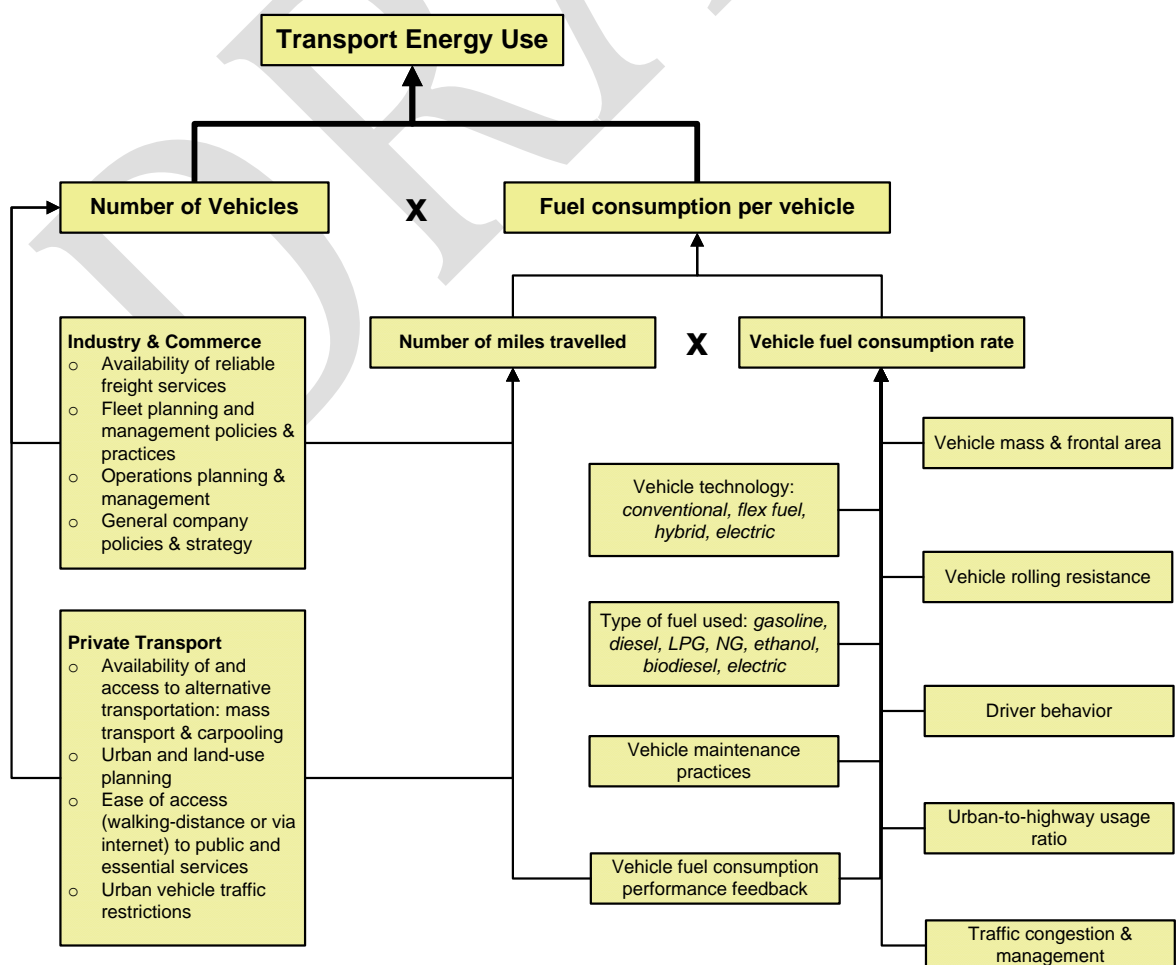 Transport Energy Use
Number of Vehicles
X
Fuel consumption per vehicle
Industry & Commerce
o Availability of reliable
freight services
o Fleet planning and
management policies &
practices
o Operations planning &
management
o General company
policies & strategy
Number of miles travelled
X
Vehicle fuel consumption rate
Vehicle mass & frontal area
Vehicle technology:
conventional, flex fuel,
hybrid, electric
Vehicle rolling resistance
Private Transport
o Availability of and
access to alternative
transportation: mass
transport & carpooling
o Urban and land-use
planning
o Ease of access
(walking-distance or via
internet) to public and
essential services
o Urban vehicle traffic
restrictions
Type of fuel used: gasoline,
diesel, LPG, NG, ethanol,
biodiesel, electric
Driver behavior
Vehicle maintenance
practices
Urban-to-highway usage
ratio
Vehicle fuel consumption
performance feedback
Traffic congestion &
management